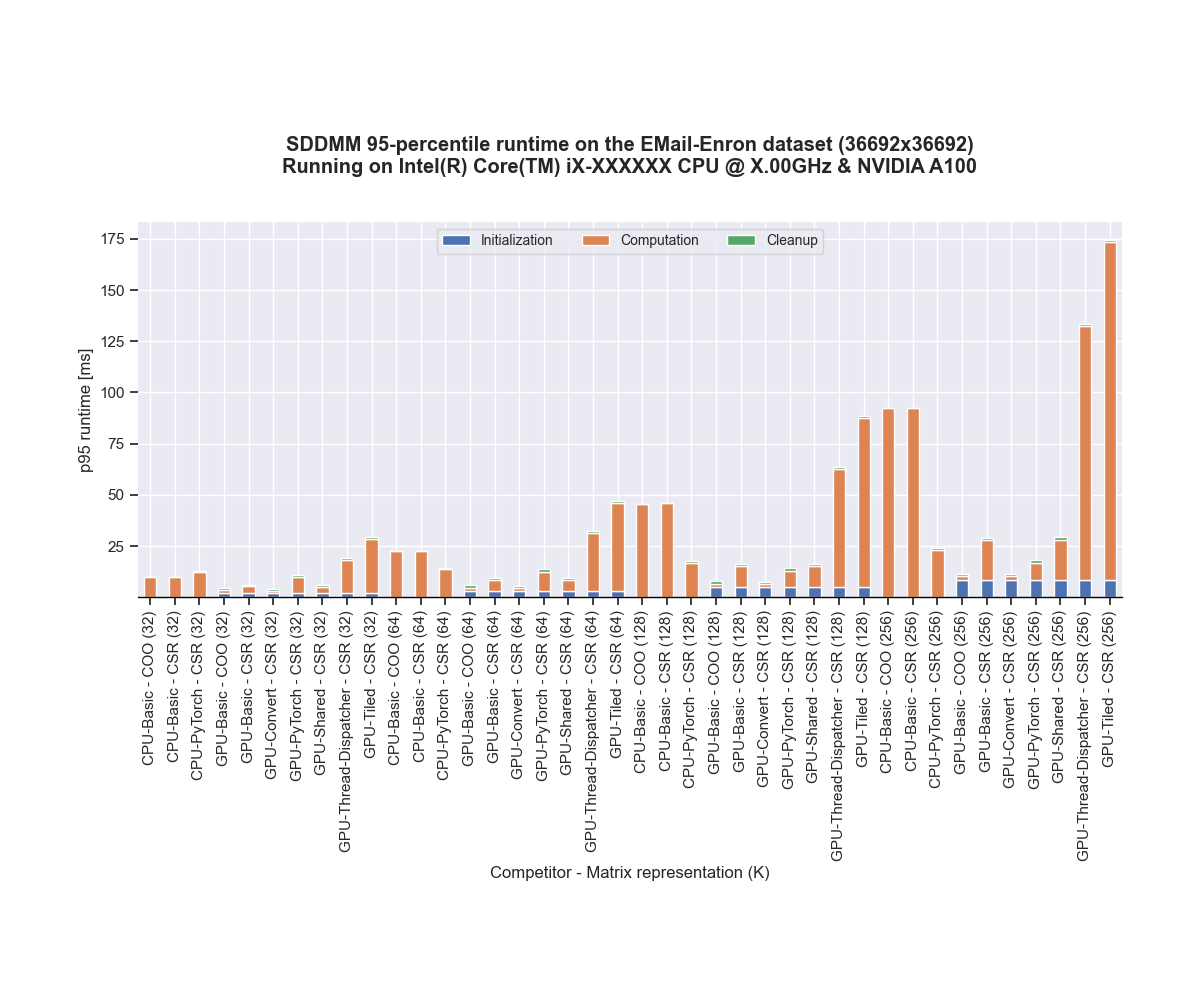 SDDMM 95-percentile runtime on the EMail-Enron dataset (36692x36692)
Running on Intel(R) Core(TM) iX-XXXXXX CPU @ X.00GHz & NVIDIA A100
Initialization
Computation
Cleanup
p95 runtime [ms]
175
150
125
100
75
50
25
CPU-Basic - COO (32)
CPU-Basic - CSR (32)
CPU-PyTorch - CSR (32)
GPU-Basic - COO (32)
GPU-Basic - CSR (32)
GPU-Convert - CSR (32)
GPU-PyTorch - CSR (32)
GPU-Shared - CSR (32)
GPU-Thread-Dispatcher - CSR (32)
GPU-Tiled - CSR (32)
CPU-Basic - COO (64)
CPU-Basic - CSR (64)
CPU-PyTorch - CSR (64)
GPU-Basic - COO (64)
GPU-Basic - CSR (64)
GPU-Convert - CSR (64)
GPU-PyTorch - CSR (64)
GPU-Shared - CSR (64)
GPU-Thread-Dispatcher - CSR (64)
GPU-Tiled - CSR (64)
CPU-Basic - COO (128)
CPU-Basic - CSR (128)
CPU-PyTorch - CSR (128)
GPU-Basic - COO (128)
GPU-Basic - CSR (128)
GPU-Convert - CSR (128)
GPU-PyTorch - CSR (128)
GPU-Shared - CSR (128)
GPU-Thread-Dispatcher - CSR (128)
GPU-Tiled - CSR (128)
CPU-Basic - COO (256)
CPU-Basic - CSR (256)
CPU-PyTorch - CSR (256)
GPU-Basic - COO (256)
GPU-Basic - CSR (256)
GPU-Convert - CSR (256)
GPU-PyTorch - CSR (256)
GPU-Shared - CSR (256)
GPU-Thread-Dispatcher - CSR (256)
GPU-Tiled - CSR (256)
Competitor - Matrix representation (K)